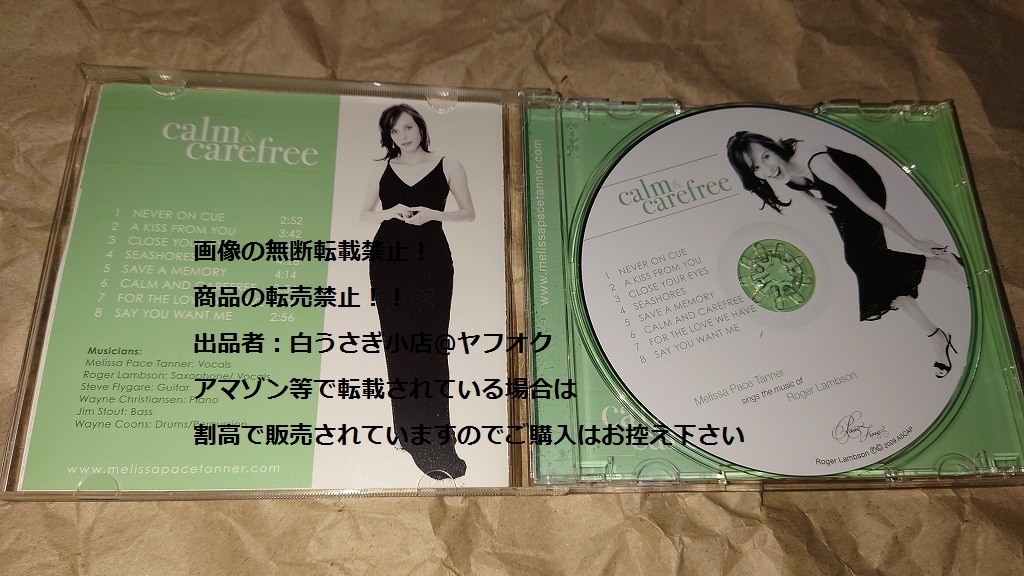 calm &
carefree
1 NEVER ON CUE 2:52
2 A KISS FROM YOU 3:42
3 CLOSE YOUR
4 SEASHORES
5 SAVE A MEMORY 4:14
6 CALM AND CAREFREE
7 FOR THE LOVE
8 SAY YOU WANT ME 2:56
Musicians:
Melissa Pace Tanner: Vocals
Roger Lambson: Saxophone/ Vocals
Steve Flygare: Guitar
Wayne Christiansen: Piano
Jim Stout: Bass
Wayne Coons: Drums/Percussion
www.melissapacetanner.com
画像の無断転載禁止！
商品の転売禁止！！
出品者：白うさぎ小店@ヤフオク
アマゾン等で転載されている場合は
割高で販売されていますのでご購入はお控え下さい
www.melissapacetanner.com
calm &
carefree
1 NEVER ON CUE
2 A KISS FROM YOU
3 CLOSE YOUR EYES
4 SEASHORES
5 SAVE A MEMORY
6 CALM AND CAREFREE
7 FOR THE LOVE WE HAVE
8 SAY YOU WANT ME
Melissa Pace Tanner
sings the music of
Roger Lambson
Roger Lambson ℗© 2009 ASCAP